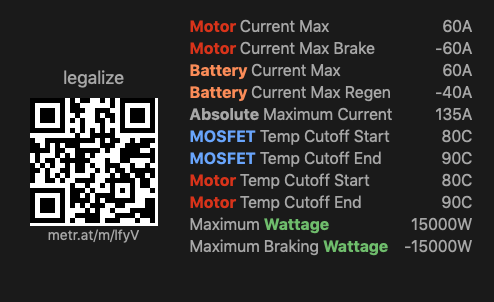 legalize
metr.at/m/lfyV
Motor Current Max 60A
Motor Current Max Brake -60A
Battery Current Max 60A
Battery Current Max Regen -40A
Absolute Maximum Current 135A
MOSFET Temp Cutoff Start 80C
MOSFET Temp Cutoff End 90C
Motor Temp Cutoff Start 80C
Motor Temp Cutoff End 90C
Maximum Wattage 15000W
Maximum Braking Wattage -15000W